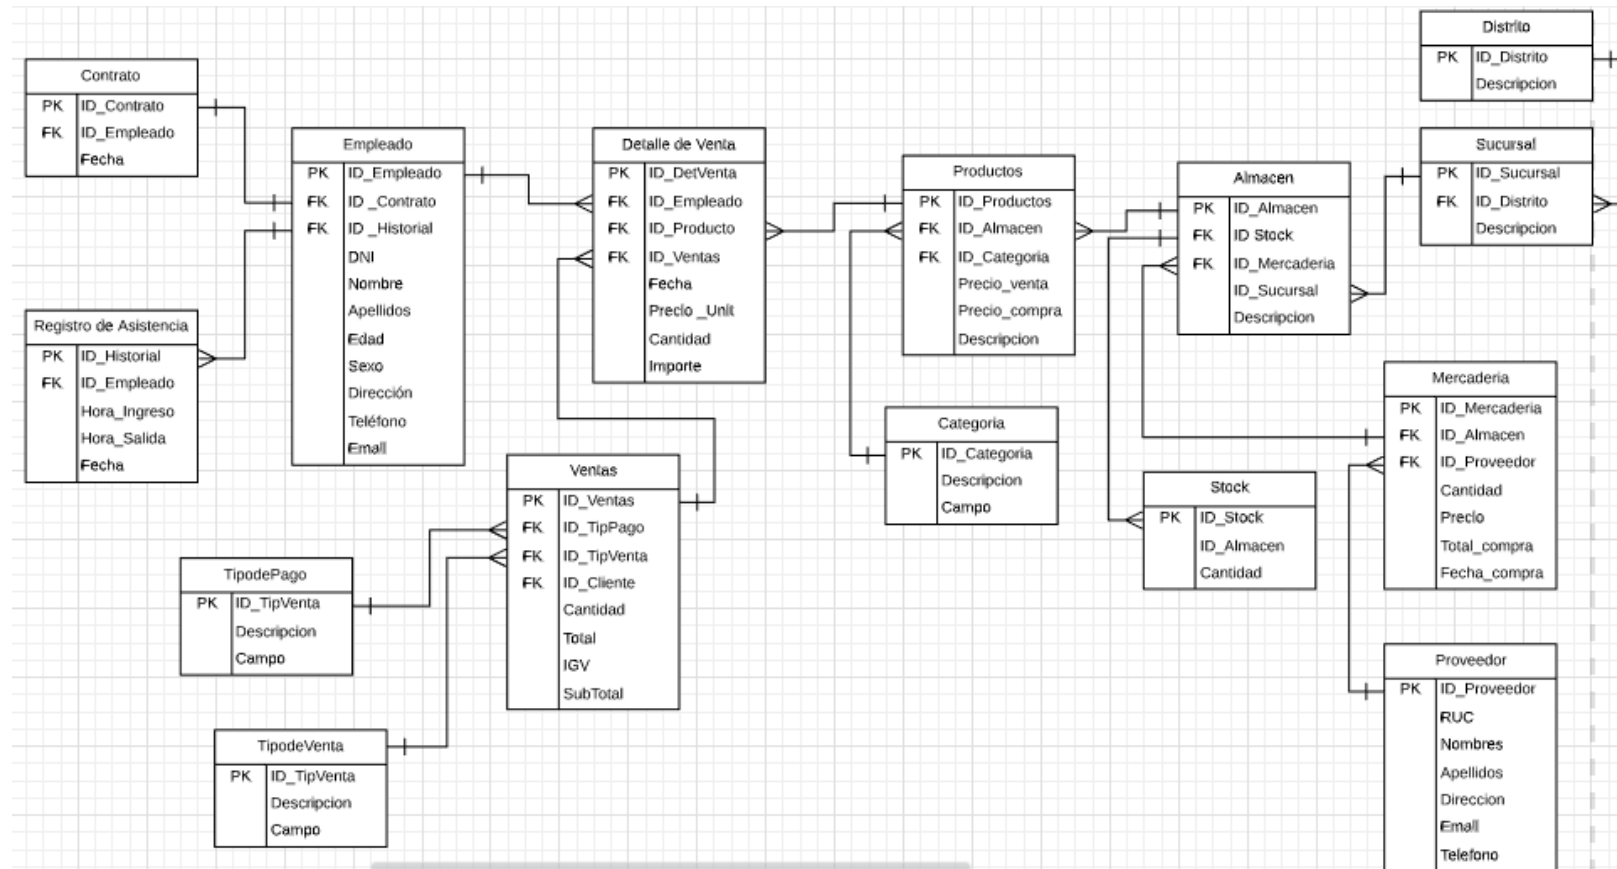 Contrato
PK ID_Contrato
FK ID_Empleado
Fecha
Empleado
PK ID_Empleado
FK ID _Contrato
FK ID _Historial
DNI
Nombre
Apellidos
Edad
Sexo
Dirección
Teléfono
Email
Registro de Asistencia
PK ID_Historial
FK ID_Empleado
Hora_Ingreso
Hora_Salida
Fecha
Detalle de Venta
PK ID_DetVenta
FK ID_Empleado
FK ID_Producto
FK ID_Ventas
Fecha
Precio _Unit
Cantidad
Importe
Ventas
PK ID_Ventas
FK ID_TipPago
FK ID_TipVenta
FK ID_Cliente
Cantidad
Total
IGV
SubTotal
TipodePago
PK ID_TipVenta
Descripcion
Campo
TipodeVenta
PK ID_TipVenta
Descripcion
Campo
Productos
PK ID_Productos
FK ID_Almacen
FK ID_Categoria
Precio_venta
Precio_compra
Descripcion
Categoria
PK ID_Categoria
Descripcion
Campo
Almacen
PK ID_Almacen
FK ID Stock
FK ID_Mercaderia
ID_Sucursal
Descripcion
Stock
PK ID_Stock
ID_Almacen
Cantidad
Distrito
PK ID_Distrito
Descripcion
Sucursal
PK ID_Sucursal
FK ID_Distrito
Descripcion
Mercaderia
PK ID_Mercaderia
FK ID_Almacen
FK ID_Proveedor
Cantidad
Precio
Total_compra
Fecha_compra
Proveedor
PK ID_Proveedor
RUC
Nombres
Apellidos
Direccion
Email
Telefono